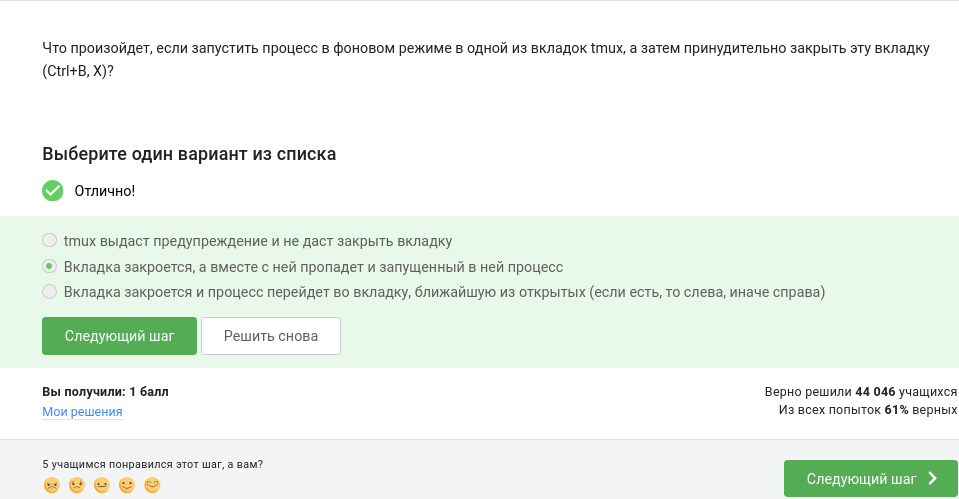 Что произойдет, если запустить процесс в фоновом режиме в одной из вкладок tmux, а затем принудительно закрыть эту вкладку
(Ctrl+B, X)?
Выберите один вариант из списка
Отлично!
tmux выдаст предупреждение и не даст закрыть вкладку
Вкладка закроется, а вместе с ней пропадет и запущенный в ней процесс
Вкладка закроется и процесс перейдет во вкладку, ближайшую из открытых (если есть, то слева, иначе справа)
Следующий шаг
Решить снова
Вы получили: 1 балл
Мои решения
Верно решили 44 046 учащихся
Из всех попыток 61% верных
5 учащимся понравился этот шаг, а вам?
Следующий шаг